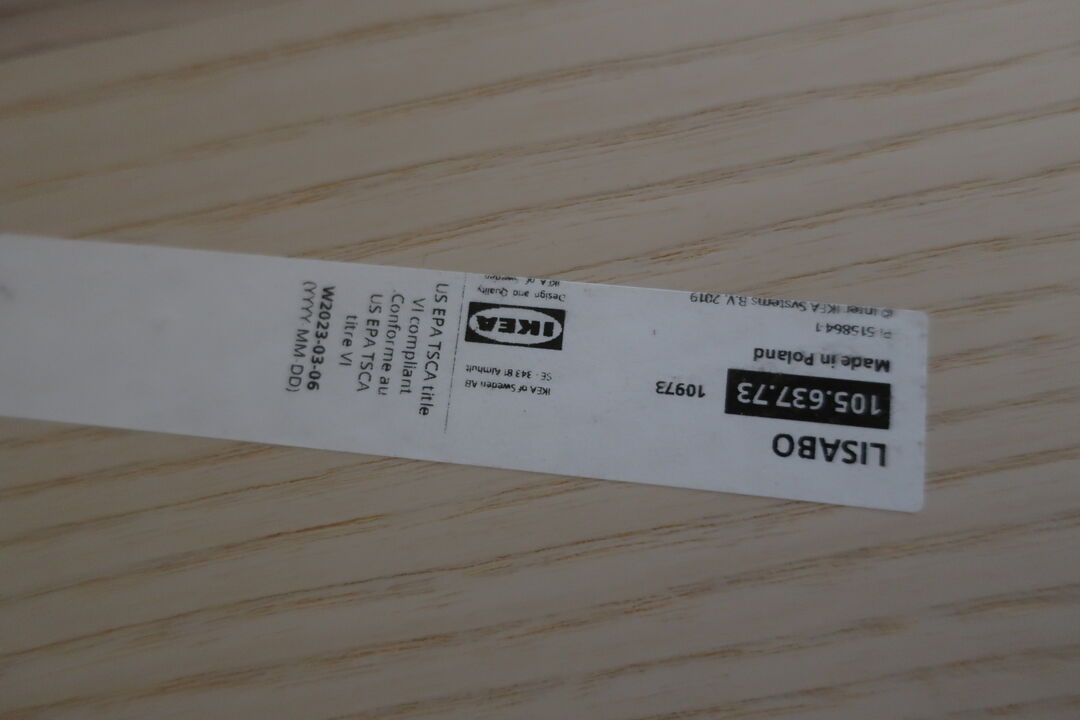 LISABO
105.637.73
10973
Made in Poland
P: 515864-1
© Inter IKEA Systems B.V. 2019
IKEA of Sweden AB
SE - 343 81 Älmhult
IKEA
Design and Quality
IKEA of Sweden
US EPA TSCA title
VI compliant
Conforme au
US EPA TSCA
titre VI
W2023-03-06
(YYYY MM DD)